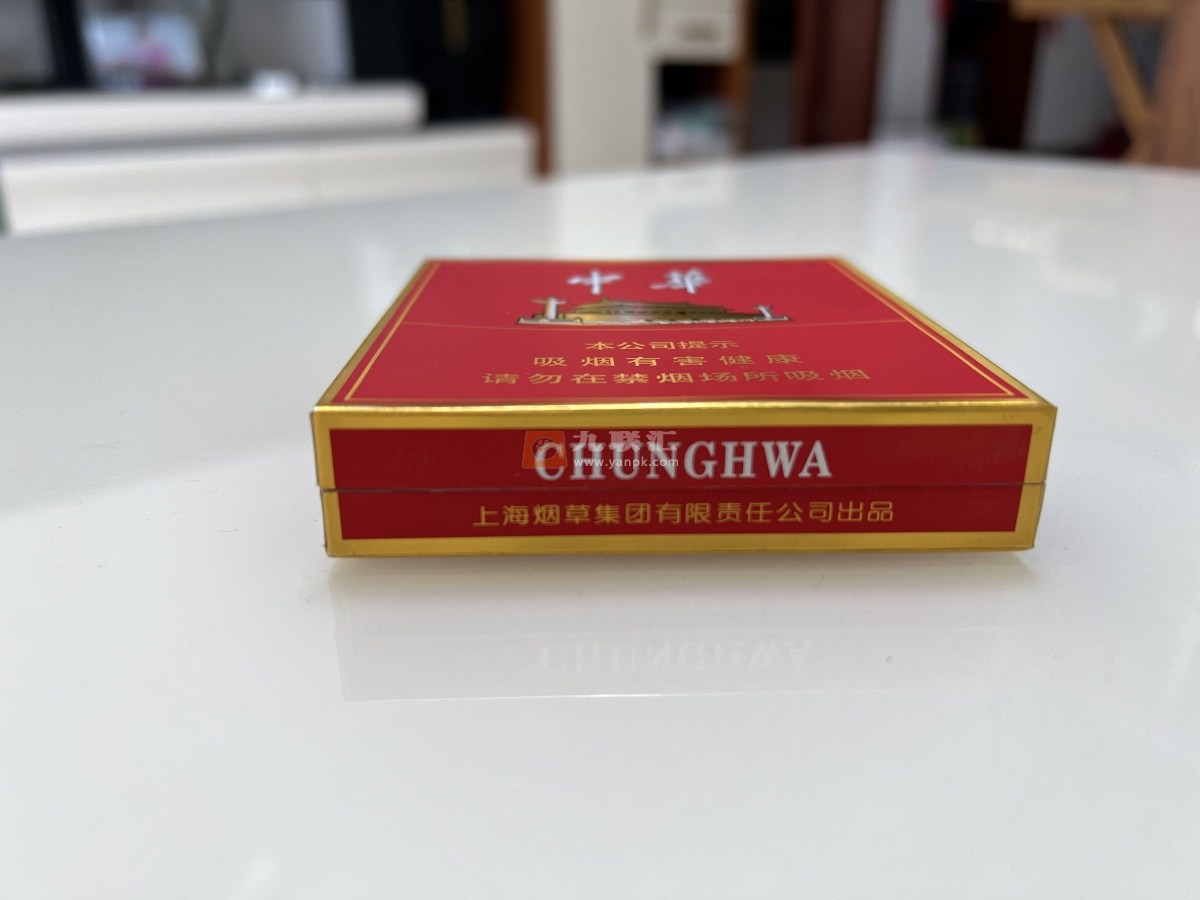 中华
本公司提示
吸烟有害健康
请勿在禁烟场所吸烟
CHUNGHWA
九联汇
www.yanpk.com
上海烟草集团有限责任公司出品